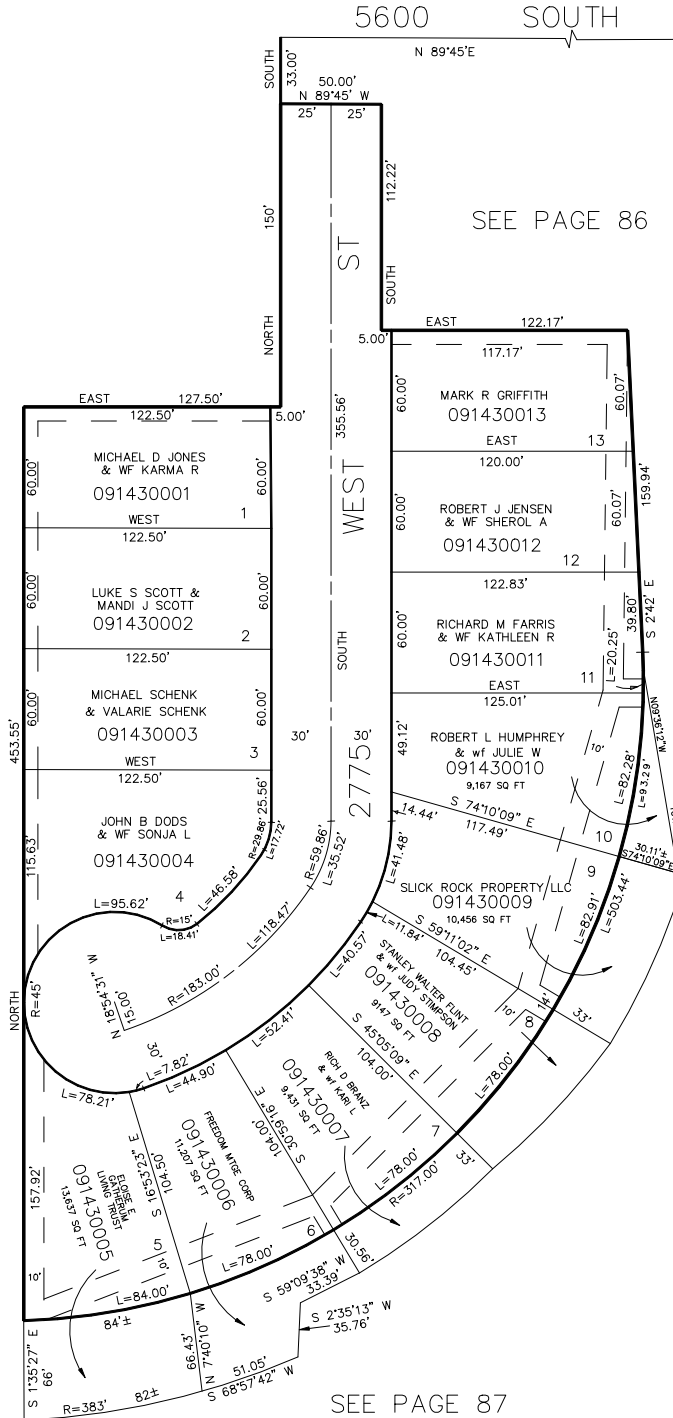 5600 SOUTH
N 89°45'E
SOUTH
33.00'
50.00'
N 89°45' W
25' 25'
112.22'
SOUTH
150'
NORTH
ST
SEE PAGE 86
5.00'
EAST 122.17'
117.17'
355.56'
EAST 127.50'
122.50'
5.00'
60.00'
MARK R GRIFFITH
091430013
60.07'
EAST
13
120.00'
159.94'
MICHAEL D JONES
& WF KARMA R
091430001
60.00'
60.00'
WEST
1
122.50'
WEST
60.00'
ROBERT J JENSEN
& WF SHEROL A
091430012
60.07'
12
122.83'
S 2°42' E
LUKE S SCOTT &
MANDI J SCOTT
091430002
60.00'
60.00'
2
122.50'
SOUTH
60.00'
RICHARD M FARRIS
& WF KATHLEEN R
091430011
39.80'
L=20.25'
EAST
11
125.01'
N09°36'12"W
MICHAEL SCHENK
& VALARIE SCHENK
091430003
60.00'
60.00'
WEST
3
122.50'
453.55'
30' 30'
2775
49.12'
ROBERT L HUMPHREY
& wf JULIE W
091430010
9,167 SQ FT
10'
L=82.28'
L=93.29'
S 74°10'09" E
117.49'
14.44'
10
30.11'±
S74°10'09"E
JOHN B DODS
& WF SONJA L
091430004
115.63'
25.56'
R=29.86'
L=17.72'
4
R=59.86'
L=35.52'
L=41.48'
9
SLICK ROCK PROPERTY LLC
091430009
10,456 SQ FT
L=82.91'
L=503.44'
L=95.62'
L=46.58'
R=15'
L=18.41'
L=118.47'
R=183.00'
R=45'
NORTH
N 18°54'31" W
15.00'
S 59°11'02" E
104.45'
L=11.84'
L=40.57'
STANLEY WALTER FLINT
& wf JUDY STIMPSON
091430008
9147 SQ FT
10'
14'
33'
8
S 45°05'09" E
104.00'
L=78.00'
L=52.41'
30'
L=7.82'
L=44.90'
L=78.21'
RICH D BRANZ
& wf KARI L
091430007
9,431 SQ FT
7
33'
S 30°59'16" E
104.00'
L=78.00'
R=317.00'
FREEDOM MTGE CORP
091430006
11,207 SQ FT
6
S 16°53'23" E
104.50'
L=78.00'
30.56'
157.92'
ELOISE E
GATHERUM
LIVING TRUST
091430005
13,637 SQ FT
5
10'
10'
L=84.00'
84'±
S 59°09'38" W
33.39'
S 2°35'13" W
35.76'
S 1°35'27" E
66'
66.43'
N 7°40'10" W
51.05'
S 68°57'42" W
82±
R=383'
SEE PAGE 87